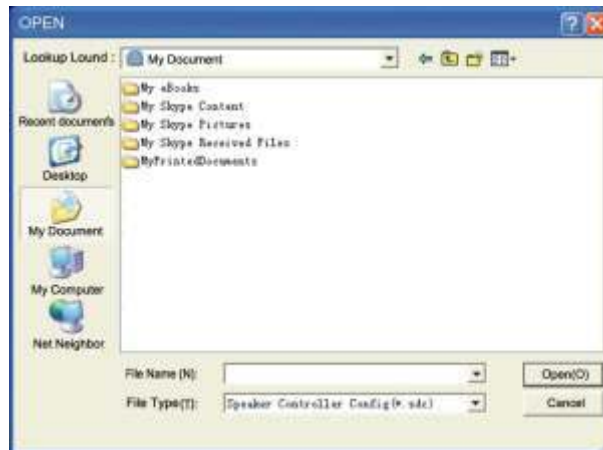 OPEN
Lookup Lound : My Document
My eBooks
My Skype Content
My Skype Pictures
My Skype Received Files
MyPrintedDocuments
Recent documents
Desktop
My Document
My Computer
Net Neighbor
File Name (N): Open(O)
File Type(T): Speaker Controller Config(*.sdc) Cancel